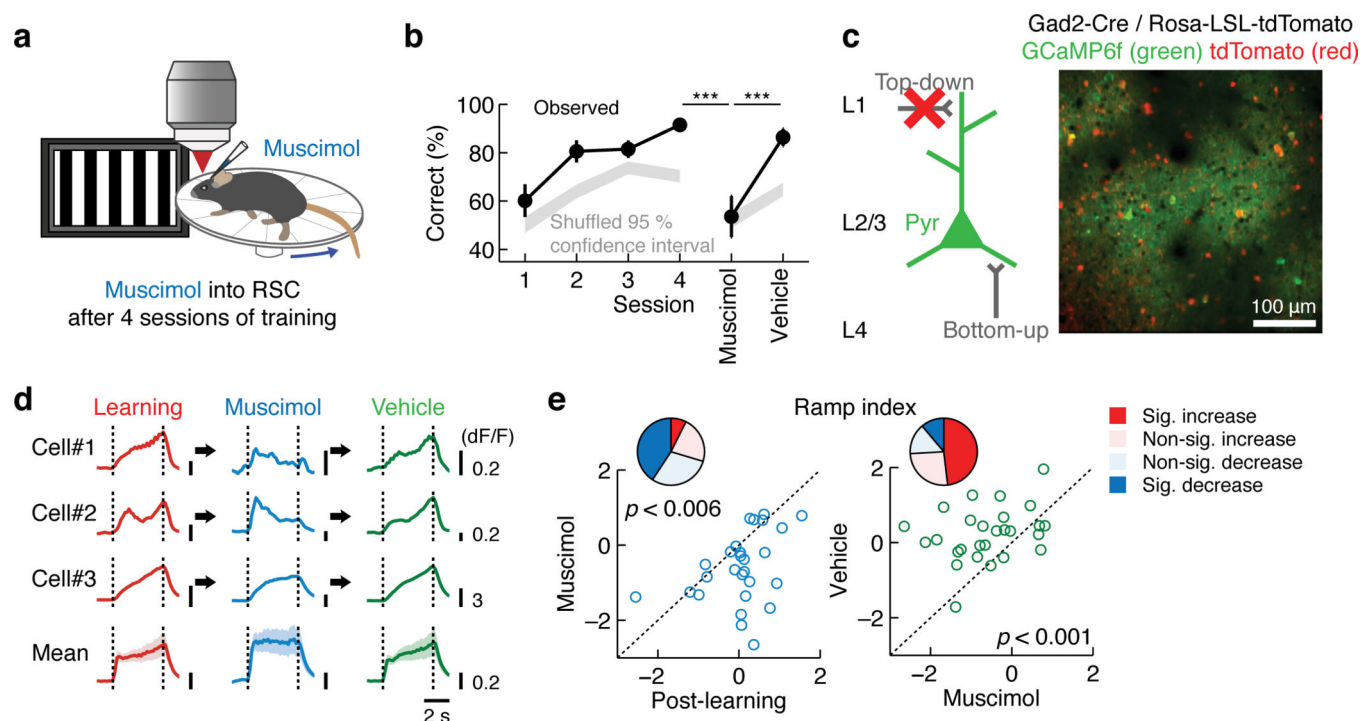 a
Muscimol
Muscimol into RSC
after 4 sessions of training
b
Correct (%)
100
80
60
40
Observed
***
***
Shuffled 95 %
confidence interval
1
2
3
4
Session
Muscimol
Vehicle
c
Gad2-Cre / Rosa-LSL-tdTomato
GCaMP6f (green) tdTomato (red)
Top-down
L1
L2/3
Pyr
L4
Bottom-up
100 µm
d
Learning
Muscimol
Vehicle
(dF/F)
Cell#1
0.2
Cell#2
0.2
Cell#3
3
Mean
0.2
2 s
e
Ramp index
Sig. increase
Non-sig. increase
Non-sig. decrease
Sig. decrease
p < 0.006
Muscimol
2
0
−2
−2
0
2
Post-learning
Vehicle
2
0
−2
p < 0.001
−2
0
2
Muscimol